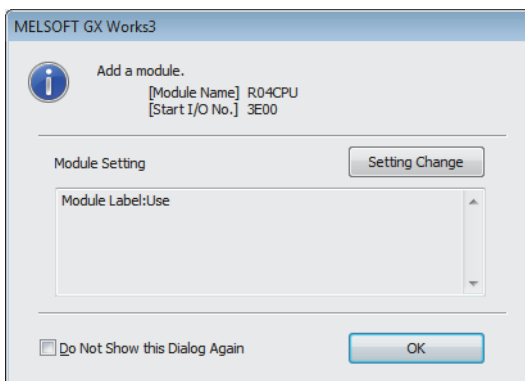 MELSOFT GX Works3
Add a module.
[Module Name] R04CPU
[Start I/O No.] 3E00
Module Setting
Setting Change
Module Label:Use
Do Not Show this Dialog Again
OK